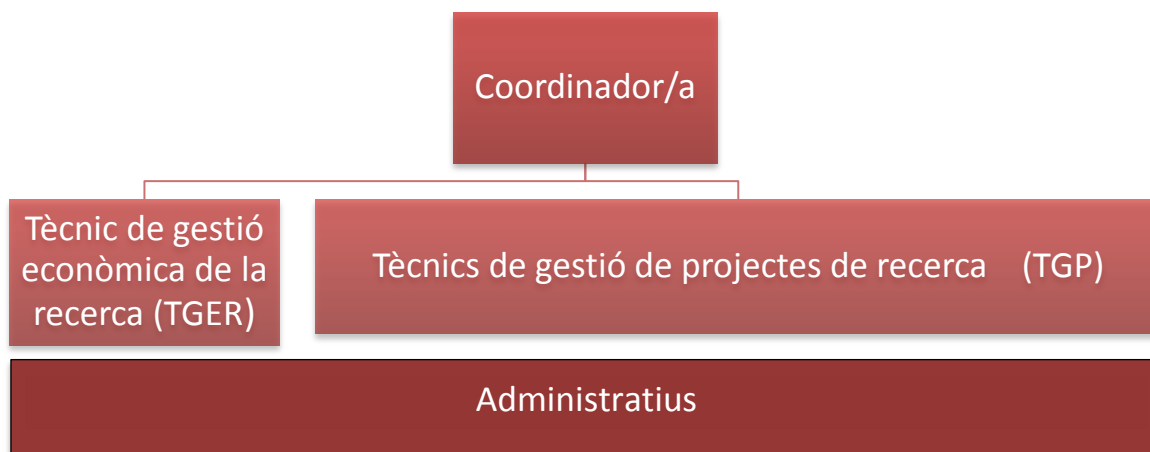 Coordinador/a
Tècnic de gestió
econòmica de la
recerca (TGER)
Tècnics de gestió de projectes de recerca (TGP)
Administratius